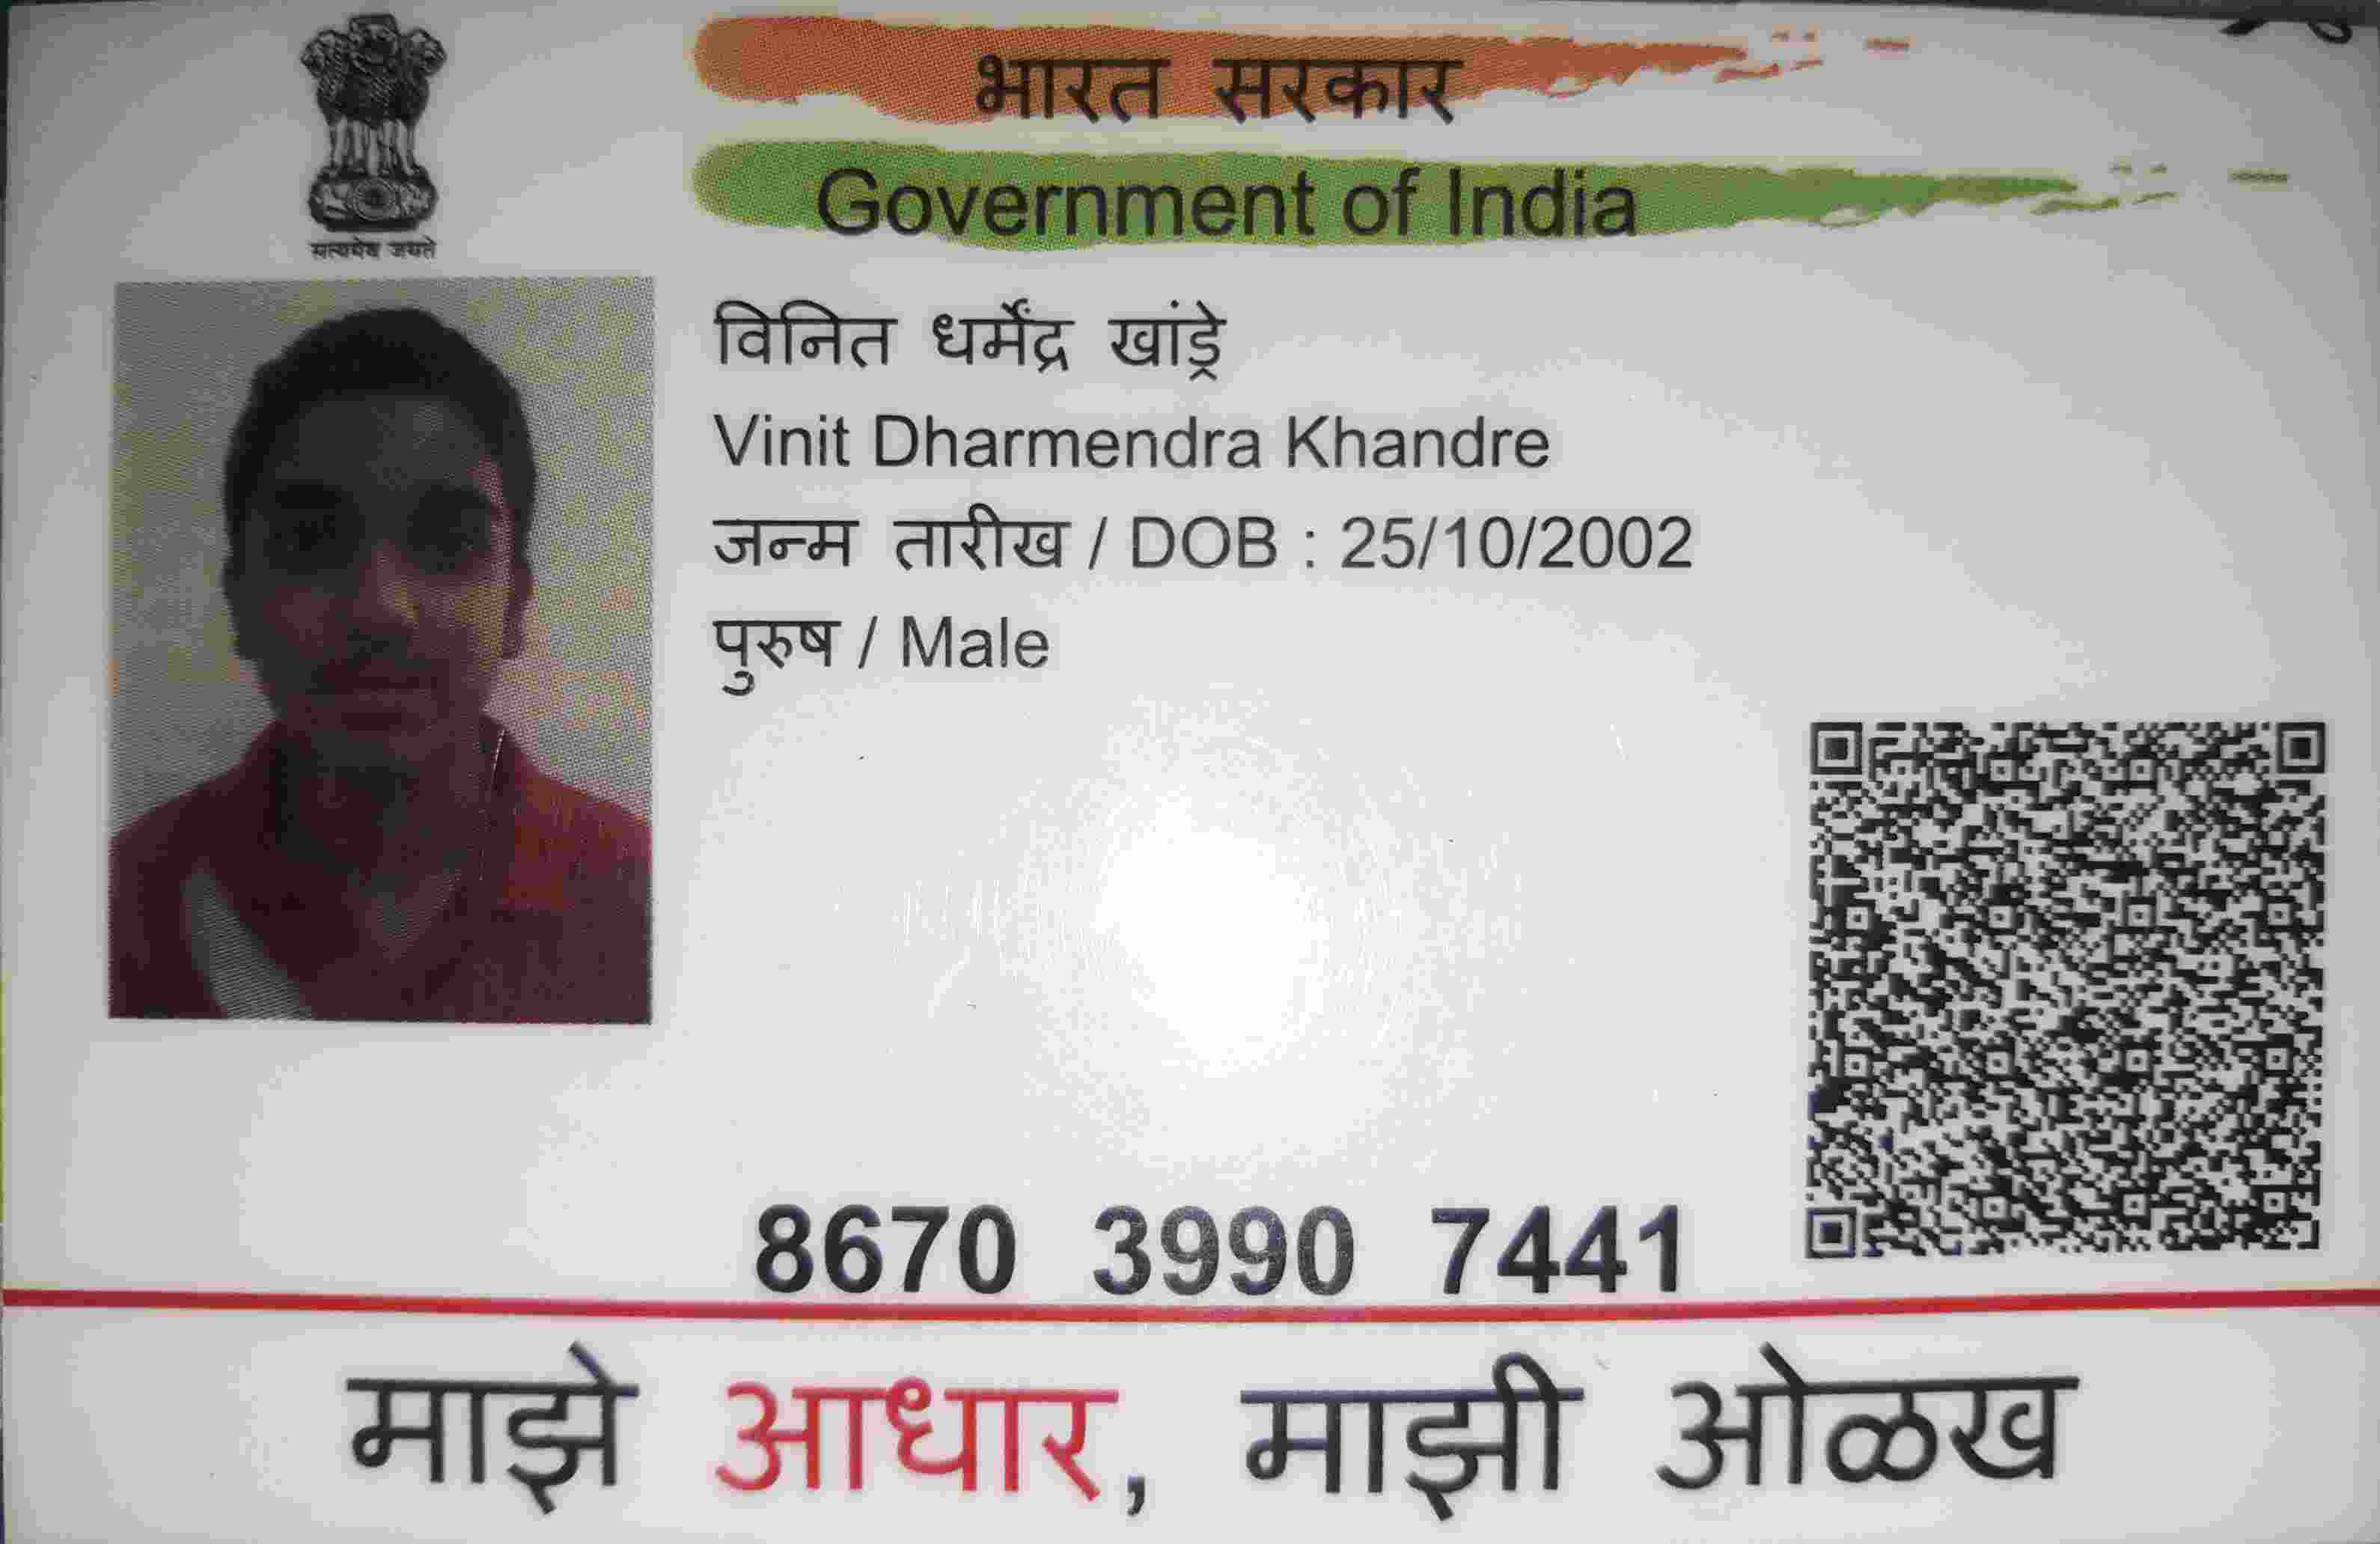 भारत सरकार
Government of India
सत्यमेव जयते
विनित धर्मेंद्र खांड्रे
Vinit Dharmendra Khandre
जन्म तारीख / DOB : 25/10/2002
पुरुष / Male
8670 3990 7441
माझे आधार, माझी ओळख